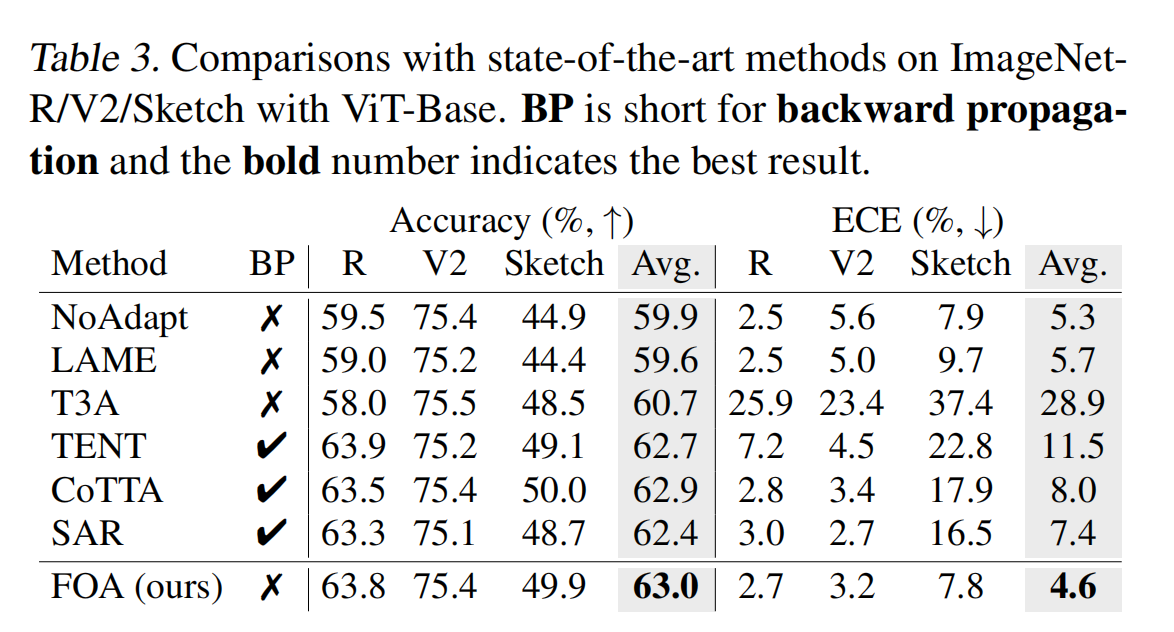 Table 3. Comparisons with state-of-the-art methods on ImageNet-
R/V2/Sketch with ViT-Base. BP is short for backward propaga-
tion and the bold number indicates the best result.
Accuracy (%, ↑) ECE (%, ↓)
Method BP R V2 Sketch Avg. R V2 Sketch Avg.
NoAdapt ✗ 59.5 75.4 44.9 59.9 2.5 5.6 7.9 5.3
LAME ✗ 59.0 75.2 44.4 59.6 2.5 5.0 9.7 5.7
T3A ✗ 58.0 75.5 48.5 60.7 25.9 23.4 37.4 28.9
TENT ✔ 63.9 75.2 49.1 62.7 7.2 4.5 22.8 11.5
CoTTA ✔ 63.5 75.4 50.0 62.9 2.8 3.4 17.9 8.0
SAR ✔ 63.3 75.1 48.7 62.4 3.0 2.7 16.5 7.4
FOA (ours) ✗ 63.8 75.4 49.9 63.0 2.7 3.2 7.8 4.6